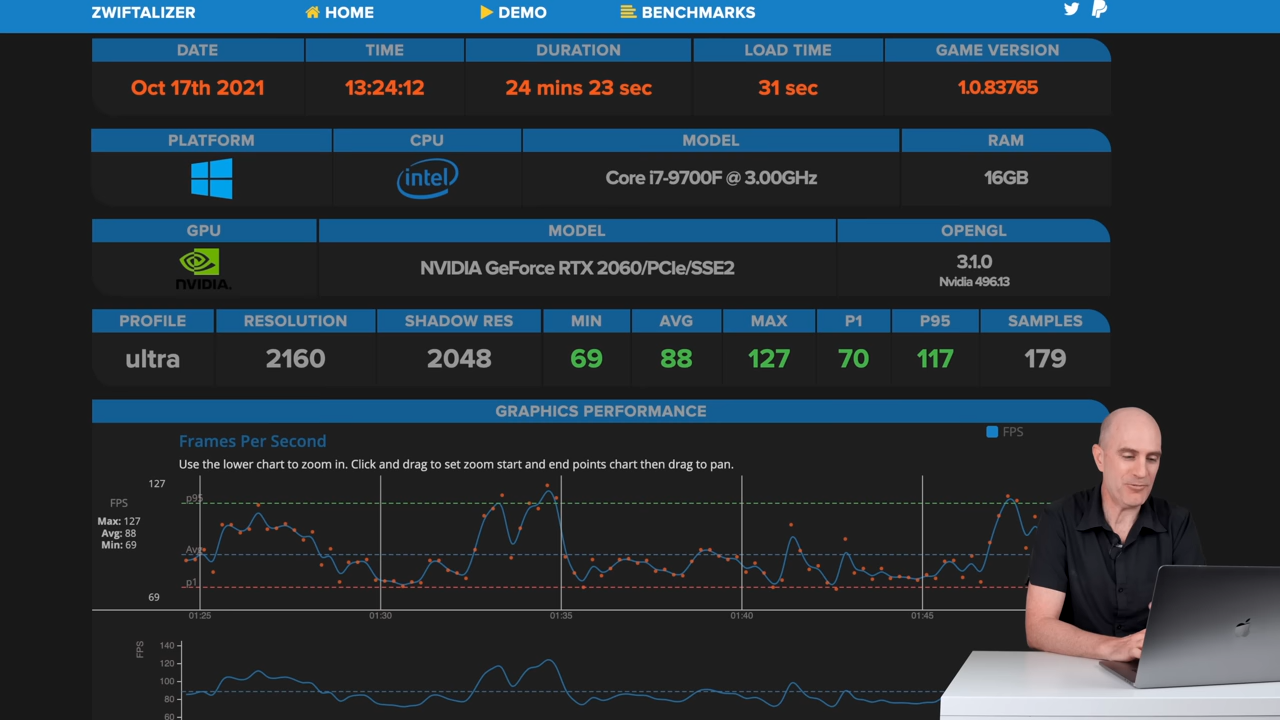 ZWIFTALIZER HOME DEMO BENCHMARKS
DATE TIME DURATION LOAD TIME GAME VERSION
Oct 17th 2021 13:24:12 24 mins 23 sec 31 sec 1.0.83765
PLATFORM CPU MODEL RAM
intel Core i7-9700F @ 3.00GHz 16GB
GPU MODEL OPENGL
NVIDIA. NVIDIA GeForce RTX 2060/PCIe/SSE2 3.1.0
Nvidia 496.13
PROFILE RESOLUTION SHADOW RES MIN AVG MAX P1 P95 SAMPLES
ultra 2160 2048 69 88 127 70 117 179
GRAPHICS PERFORMANCE
Frames Per Second FPS
Use the lower chart to zoom in. Click and drag to set zoom start and end points chart then drag to pan.
127
p95
FPS
Max: 127
Avg: 88
Min: 69
Avg
p1
69
01:25 01:30 01:35 01:40 01:45
FPS
140
120
100
80
60